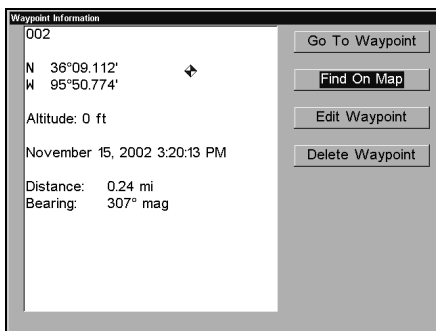 Waypoint Information
002
N 36°09.112'
W 95°50.774'
Altitude: 0 ft
November 15, 2002 3:20:13 PM
Distance: 0.24 mi
Bearing: 307° mag
Go To Waypoint
Find On Map
Edit Waypoint
Delete Waypoint